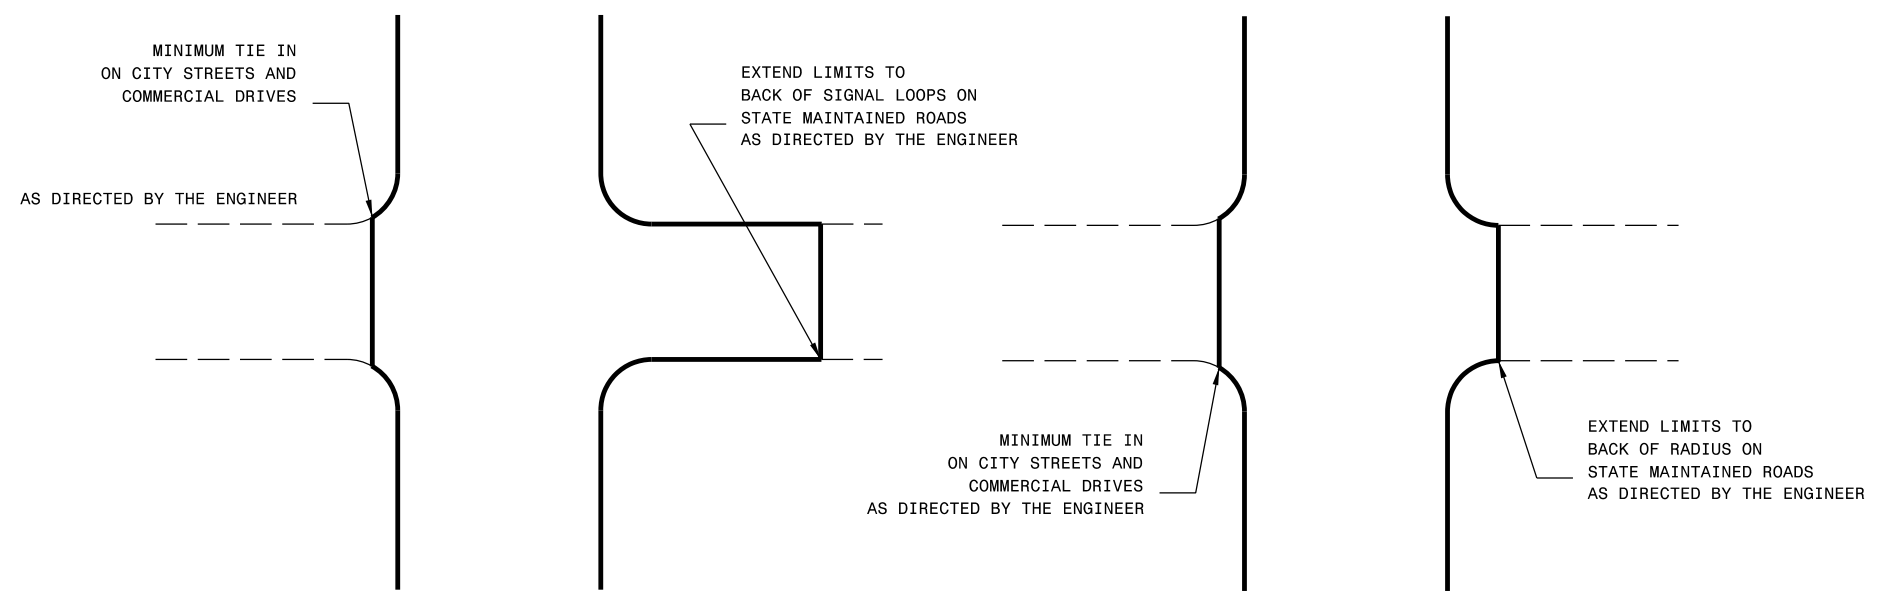 MINIMUM TIE IN
ON CITY STREETS AND
COMMERCIAL DRIVES
AS DIRECTED BY THE ENGINEER
EXTEND LIMITS TO
BACK OF SIGNAL LOOPS ON
STATE MAINTAINED ROADS
AS DIRECTED BY THE ENGINEER
MINIMUM TIE IN
ON CITY STREETS AND
COMMERCIAL DRIVES
AS DIRECTED BY THE ENGINEER
EXTEND LIMITS TO
BACK OF RADIUS ON
STATE MAINTAINED ROADS
AS DIRECTED BY THE ENGINEER